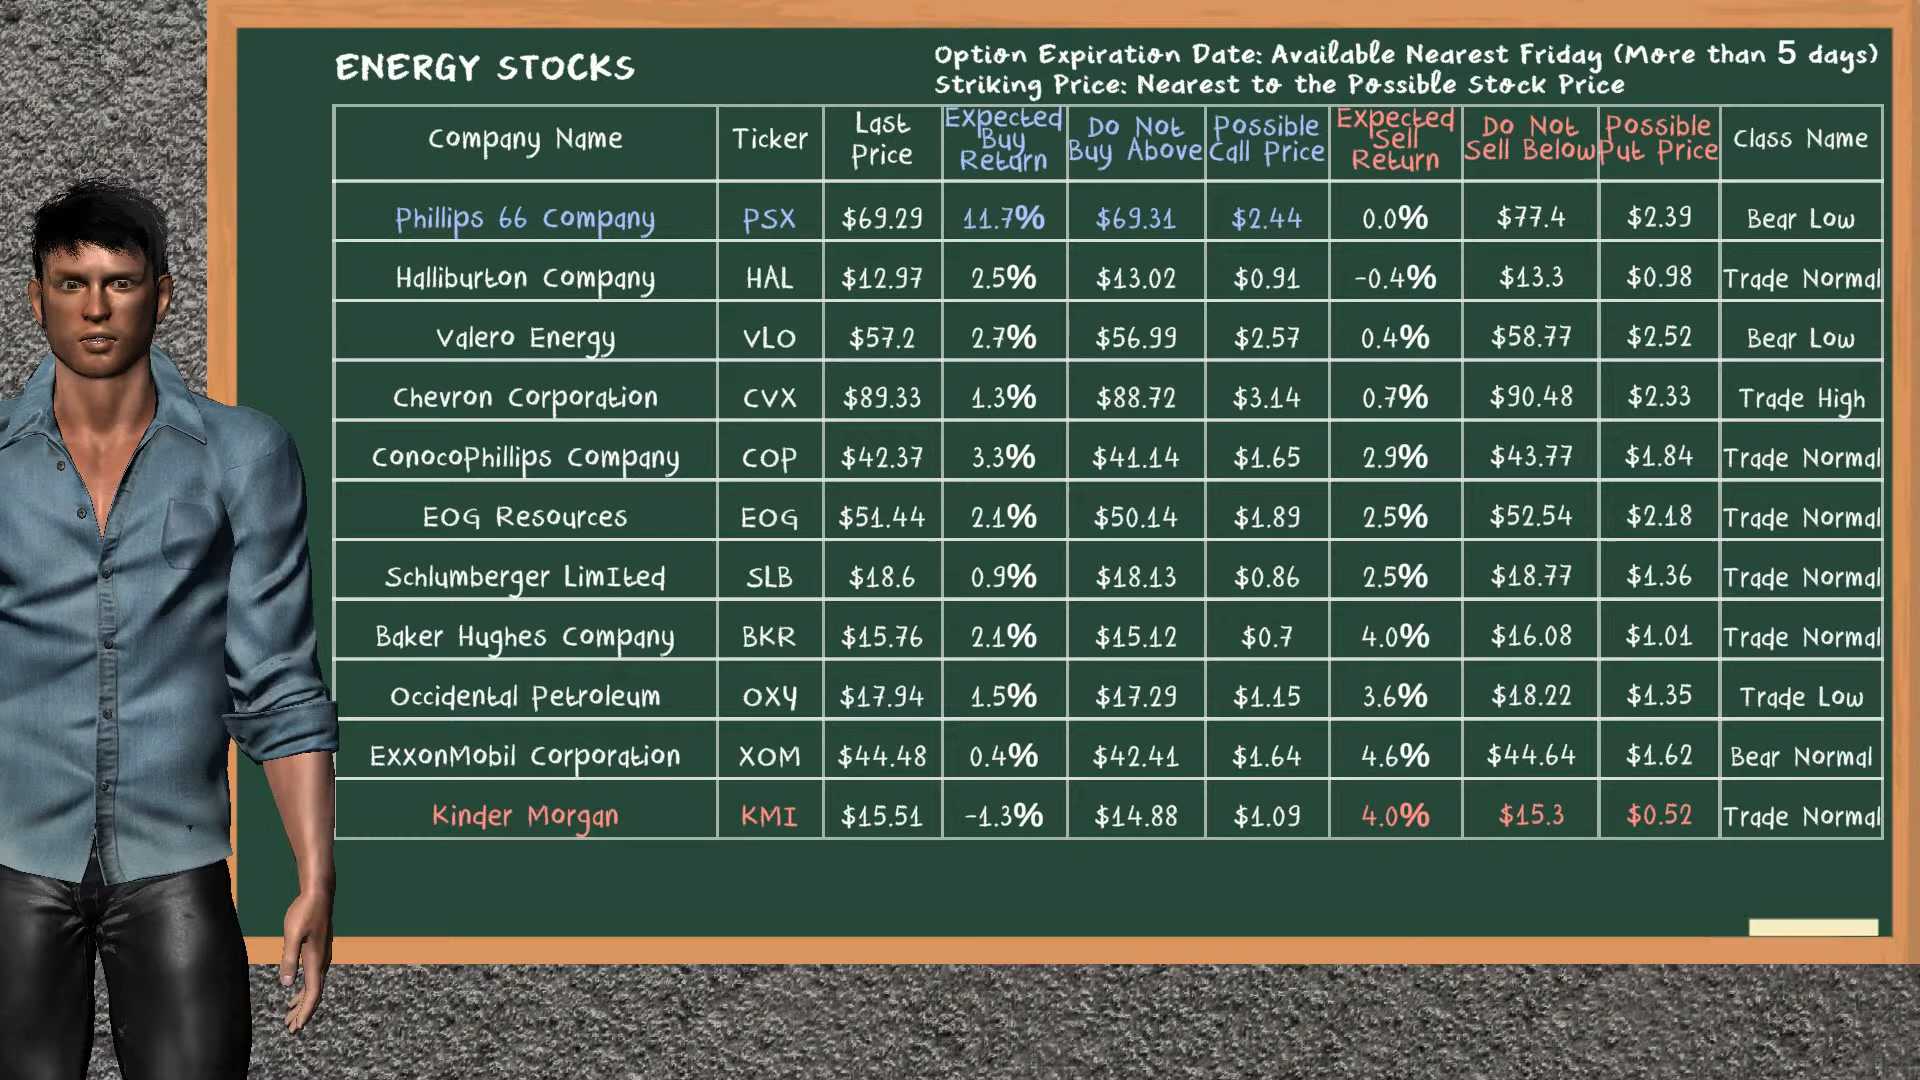 ENERGY STOCKS
Option Expiration Date: Available Nearest Friday (More than 5 days)
Striking Price: Nearest to the Possible Stock Price
Company Name Ticker Last Price Expected Buy Return Do Not Buy Above Possible Call Price Expected Sell Return Do Not Sell Below Possible Put Price Class Name
Phillips 66 Company PSX $69.29 11.7% $69.31 $2.44 0.0% $77.4 $2.39 Bear Low
Halliburton Company HAL $12.97 2.5% $13.02 $0.91 -0.4% $13.3 $0.98 Trade Normal
Valero Energy VLO $57.2 2.7% $56.99 $2.57 0.4% $58.77 $2.52 Bear Low
Chevron Corporation CVX $89.33 1.3% $88.72 $3.14 0.7% $90.48 $2.33 Trade High
ConocoPhillips Company COP $42.37 3.3% $41.14 $1.65 2.9% $43.77 $1.84 Trade Normal
EOG Resources EOG $51.44 2.1% $50.14 $1.89 2.5% $52.54 $2.18 Trade Normal
Schlumberger LimIted SLB $18.6 0.9% $18.13 $0.86 2.5% $18.77 $1.36 Trade Normal
Baker Hughes Company BKR $15.76 2.1% $15.12 $0.7 4.0% $16.08 $1.01 Trade Normal
Occidental Petroleum OXY $17.94 1.5% $17.29 $1.15 3.6% $18.22 $1.35 Trade Low
ExxonMobil Corporation XOM $44.48 0.4% $42.41 $1.64 4.6% $44.64 $1.62 Bear Normal
Kinder Morgan KMI $15.51 -1.3% $14.88 $1.09 4.0% $15.3 $0.52 Trade Normal